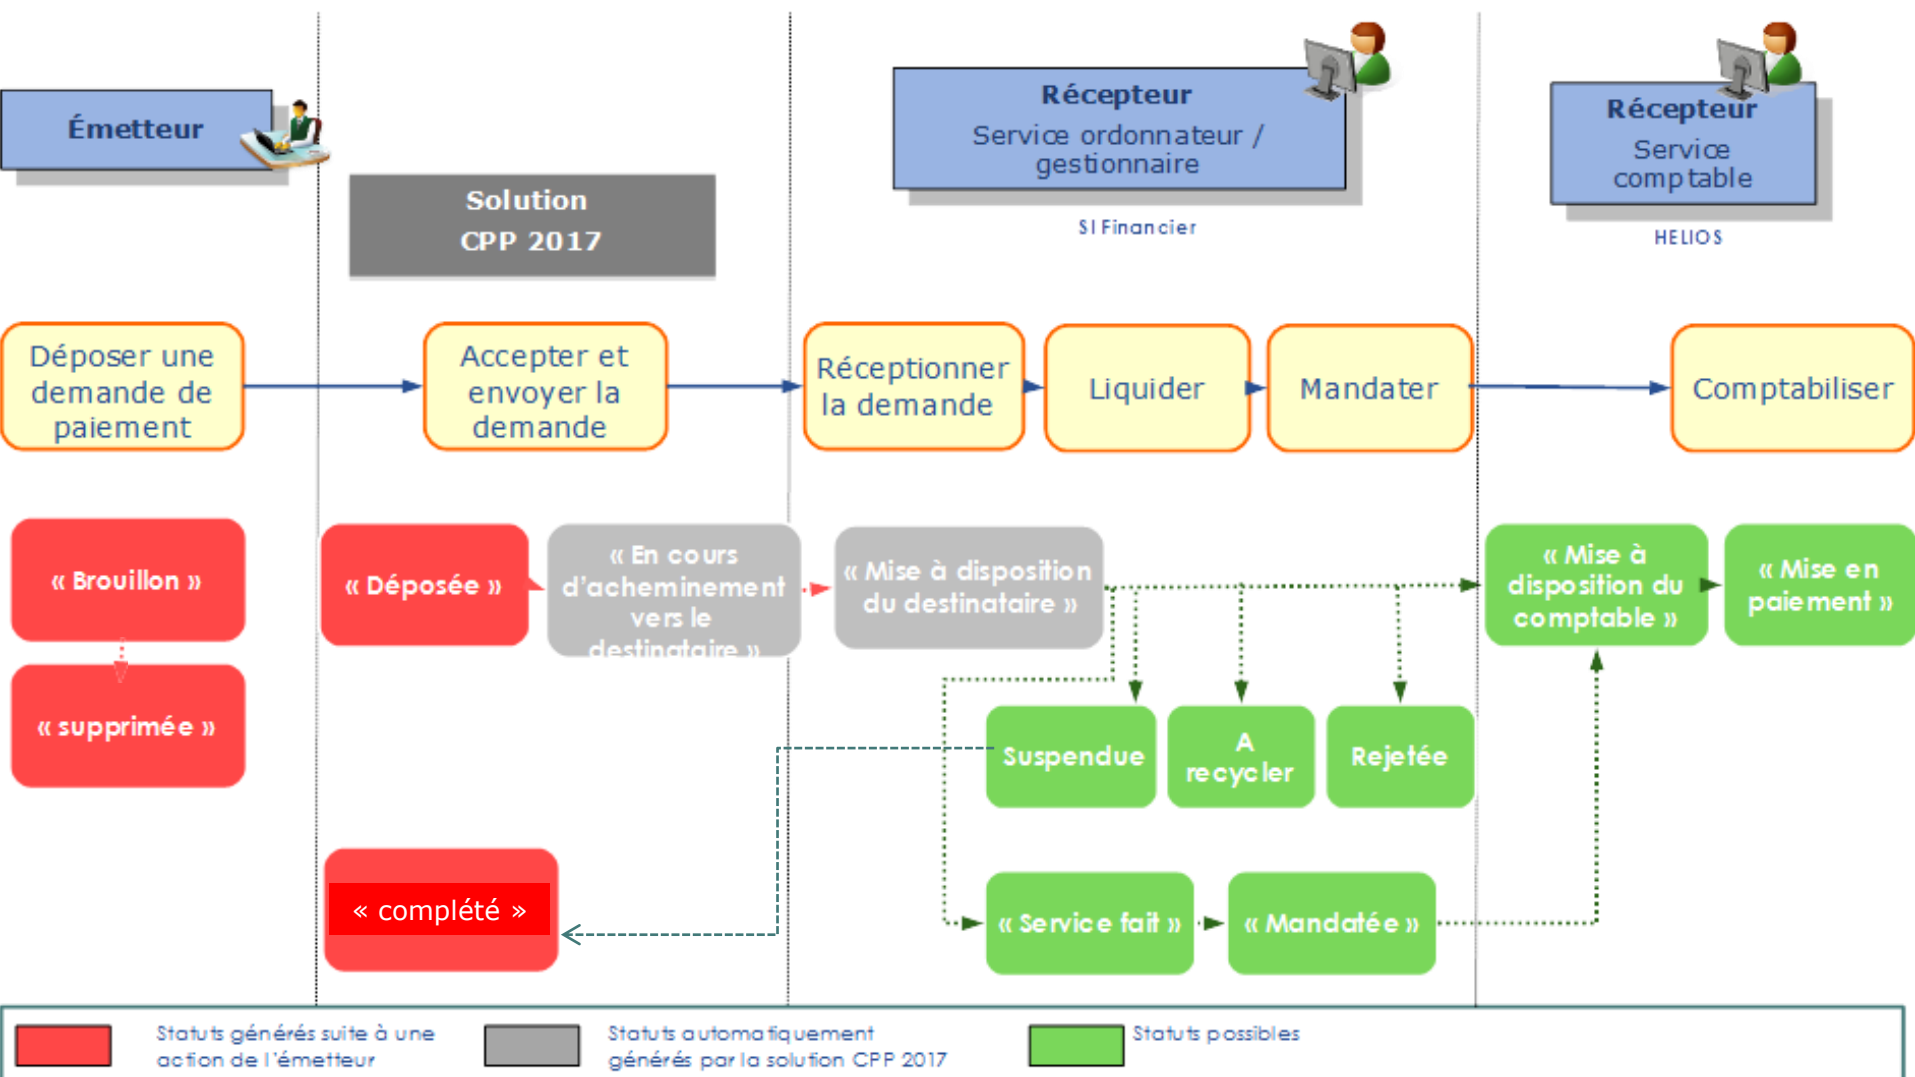 Émetteur
Solution
CPP 2017
Récepteur
Service ordonnateur /
gestionnaire
SI Financier
Récepteur
Service
comptable
HELIOS
Déposer une
demande de
paiement
Accepter et
envoyer la
demande
Réceptionner
la demande
Liquider
Mandater
Comptabiliser
« Brouillon »
« supprimée »
« Déposée »
« En cours
d'acheminement
vers le
destinataire »
« Mise à disposition
du destinataire »
« Mise à
disposition du
comptable »
« Mise en
paiement »
Suspendue
A
recycler
Rejetée
« complété »
« Service fait »
« Mandatée »
Statuts générés suite à une
action de l'émetteur
Statuts automatiquement
générés par la solution CPP 2017
Statuts possibles